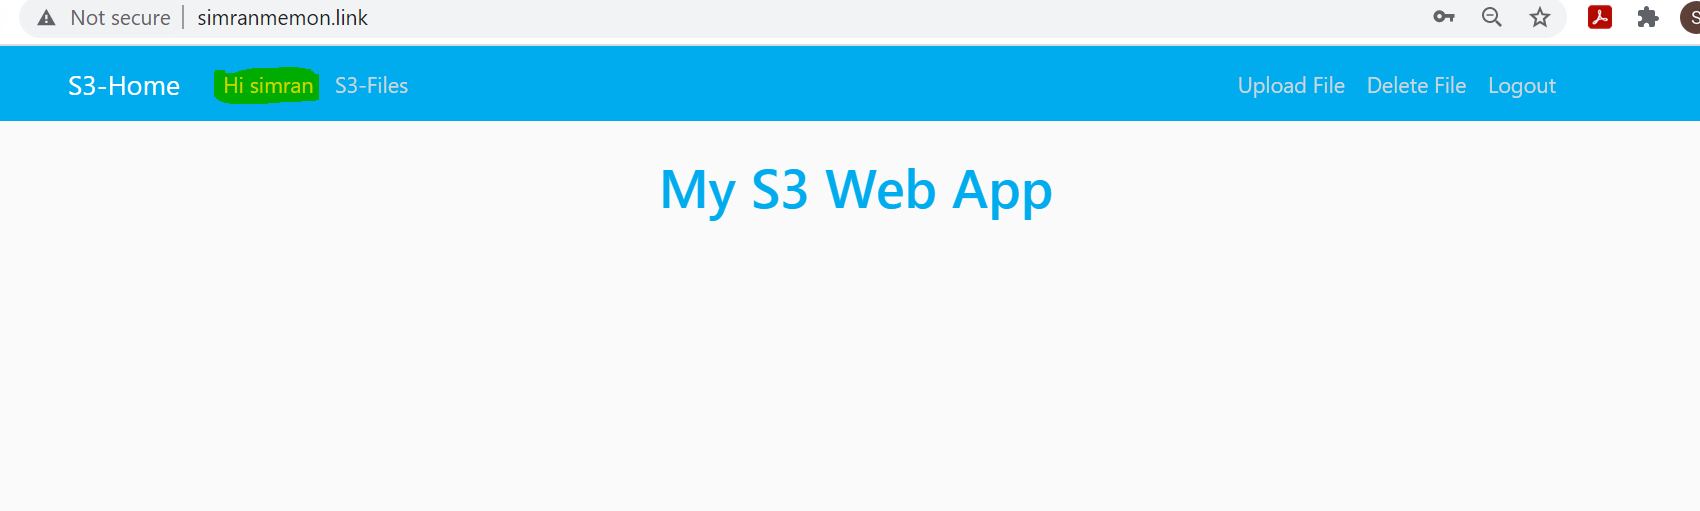 Not secure | simranmemon.link
S
S3-Home Hi simran S3-Files Upload File Delete File Logout
My S3 Web App